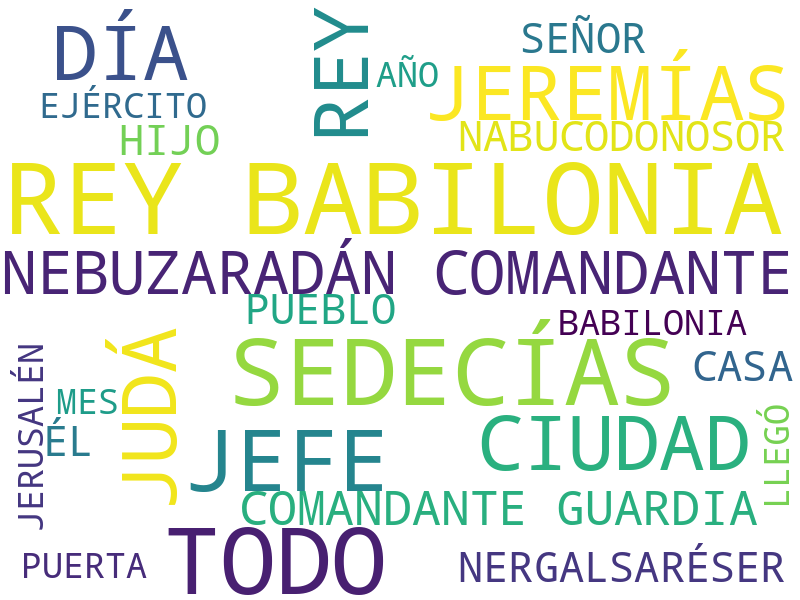 SEÑOR
DÍA
REY
AÑO
JEREMÍAS
EJÉRCITO
HIJO
NABUCODONOSOR
REY BABILONIA
NEBUZARADÁN COMANDANTE
PUEBLO
BABILONIA
JUDÁ
SEDECÍAS
CASA
JERUSALÉN
MES
ÉL
JEFE
CIUDAD
LLEGÓ
COMANDANTE GUARDIA
PUERTA
TODO
NERGALSARÉSER